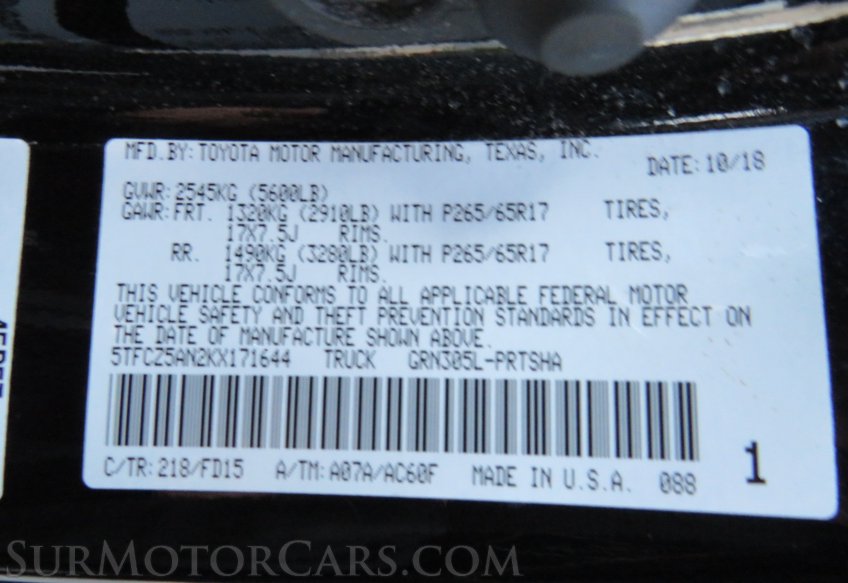 MFD.BY: TOYOTA MOTOR MANUFACTURING, TEXAS, INC. DATE: 10/18
GVWR: 2545KG (5600LB)
GAWR: FRT. 1320KG (2910LB) WITH P265/65R17 TIRES,
17X7.5J RIMS.
RR. 1490KG (3280LB) WITH P265/65R17 TIRES,
17X7.5J RIMS.
THIS VEHICLE CONFORMS TO ALL APPLICABLE FEDERAL MOTOR
VEHICLE SAFETY AND THEFT PREVENTION STANDARDS IN EFFECT ON
THE DATE OF MANUFACTURE SHOWN ABOVE.
5TFCZ5AN2KX171644 TRUCK GRN305L-PRTSHA
C/TR: 218/FD15 A/TM: A07A/AC60F MADE IN U.S.A. 088 1
SURMOTORCARS.COM